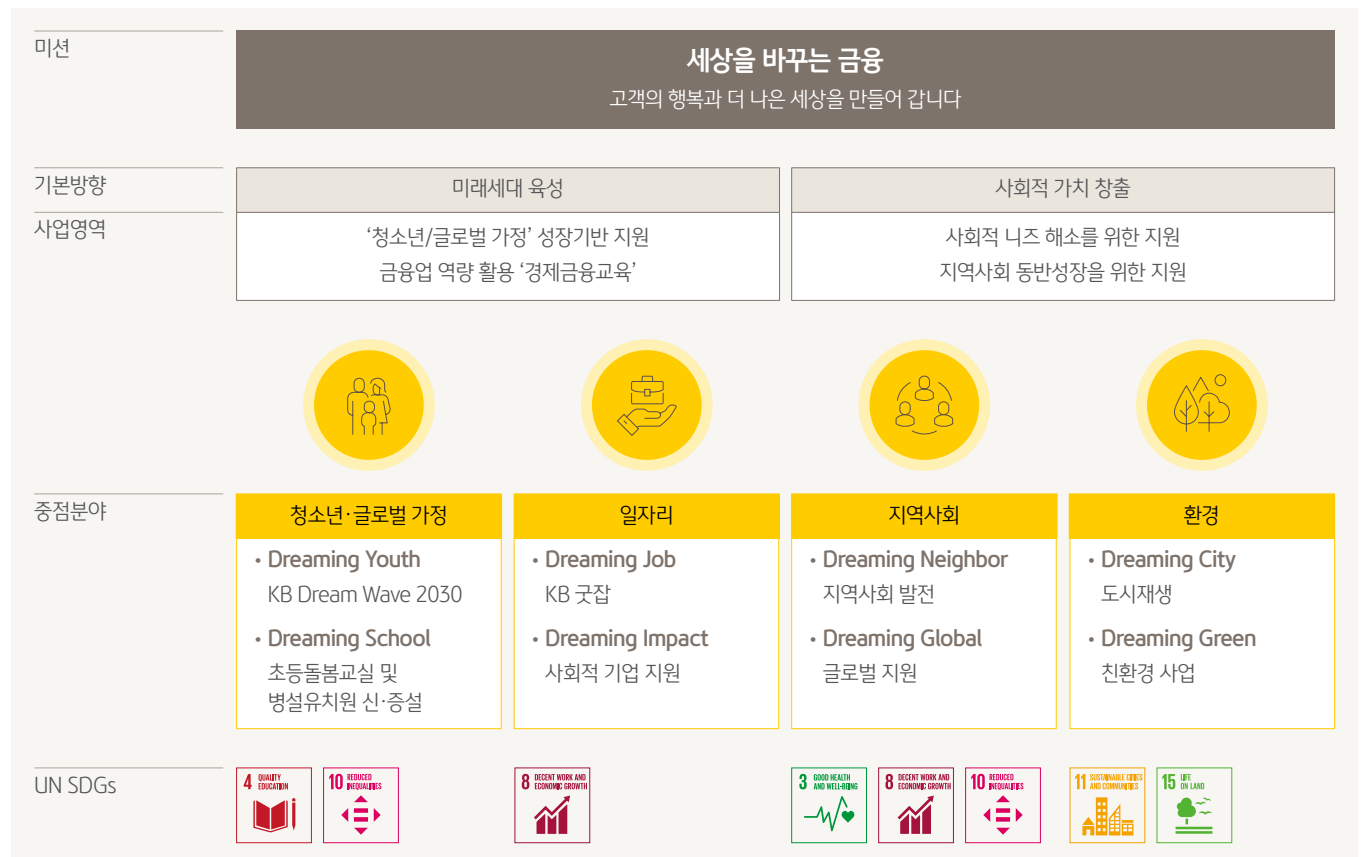 미션
세상을 바꾸는 금융
고객의 행복과 더 나은 세상을 만들어 갑니다
기본방향
미래세대 육성
사회적 가치 창출
사업영역
‘청소년/글로벌 가정’ 성장기반 지원
금융업 역량 활용 ‘경제금융교육’
사회적 니즈 해소를 위한 지원
지역사회 동반성장을 위한 지원
중점분야
청소년·글로벌 가정
• Dreaming Youth
KB Dream Wave 2030
• Dreaming School
초등돌봄교실 및
병설유치원 신·증설
일자리
• Dreaming Job
KB 굿잡
• Dreaming Impact
사회적 기업 지원
지역사회
• Dreaming Neighbor
지역사회 발전
• Dreaming Global
글로벌 지원
환경
• Dreaming City
도시재생
• Dreaming Green
친환경 사업
UN SDGs
4 QUALITY
EDUCATION
10 REDUCED
INEQUALITIES
8 DECENT WORK AND
ECONOMIC GROWTH
3 GOOD HEALTH
AND WELL-BEING
8 DECENT WORK AND
ECONOMIC GROWTH
10 REDUCED
INEQUALITIES
11 SUSTAINABLE CITIES
AND COMMUNITIES
15 LIFE
ON LAND